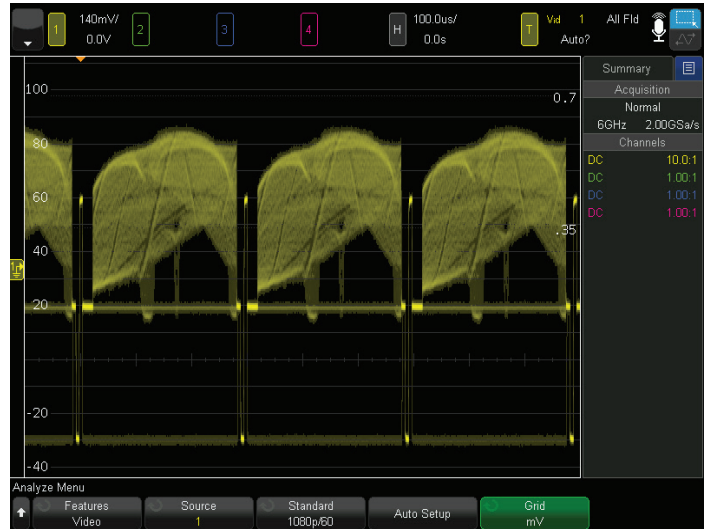 1 140mV/ 0.0V 2 3 4 H 100.0us/ 0.0s T Vid 1 Auto? All Fld
Summary
Acquisition
Normal
6GHz 2.00GSa/s
Channels
DC 10.0:1
DC 1.00:1
DC 1.00:1
DC 1.00:1
100
0.7
80
60
.35
40
1
20
-20
-40
Analyze Menu
Features
Video
Source
1
Standard
1080p/60
Auto Setup
Grid
mV